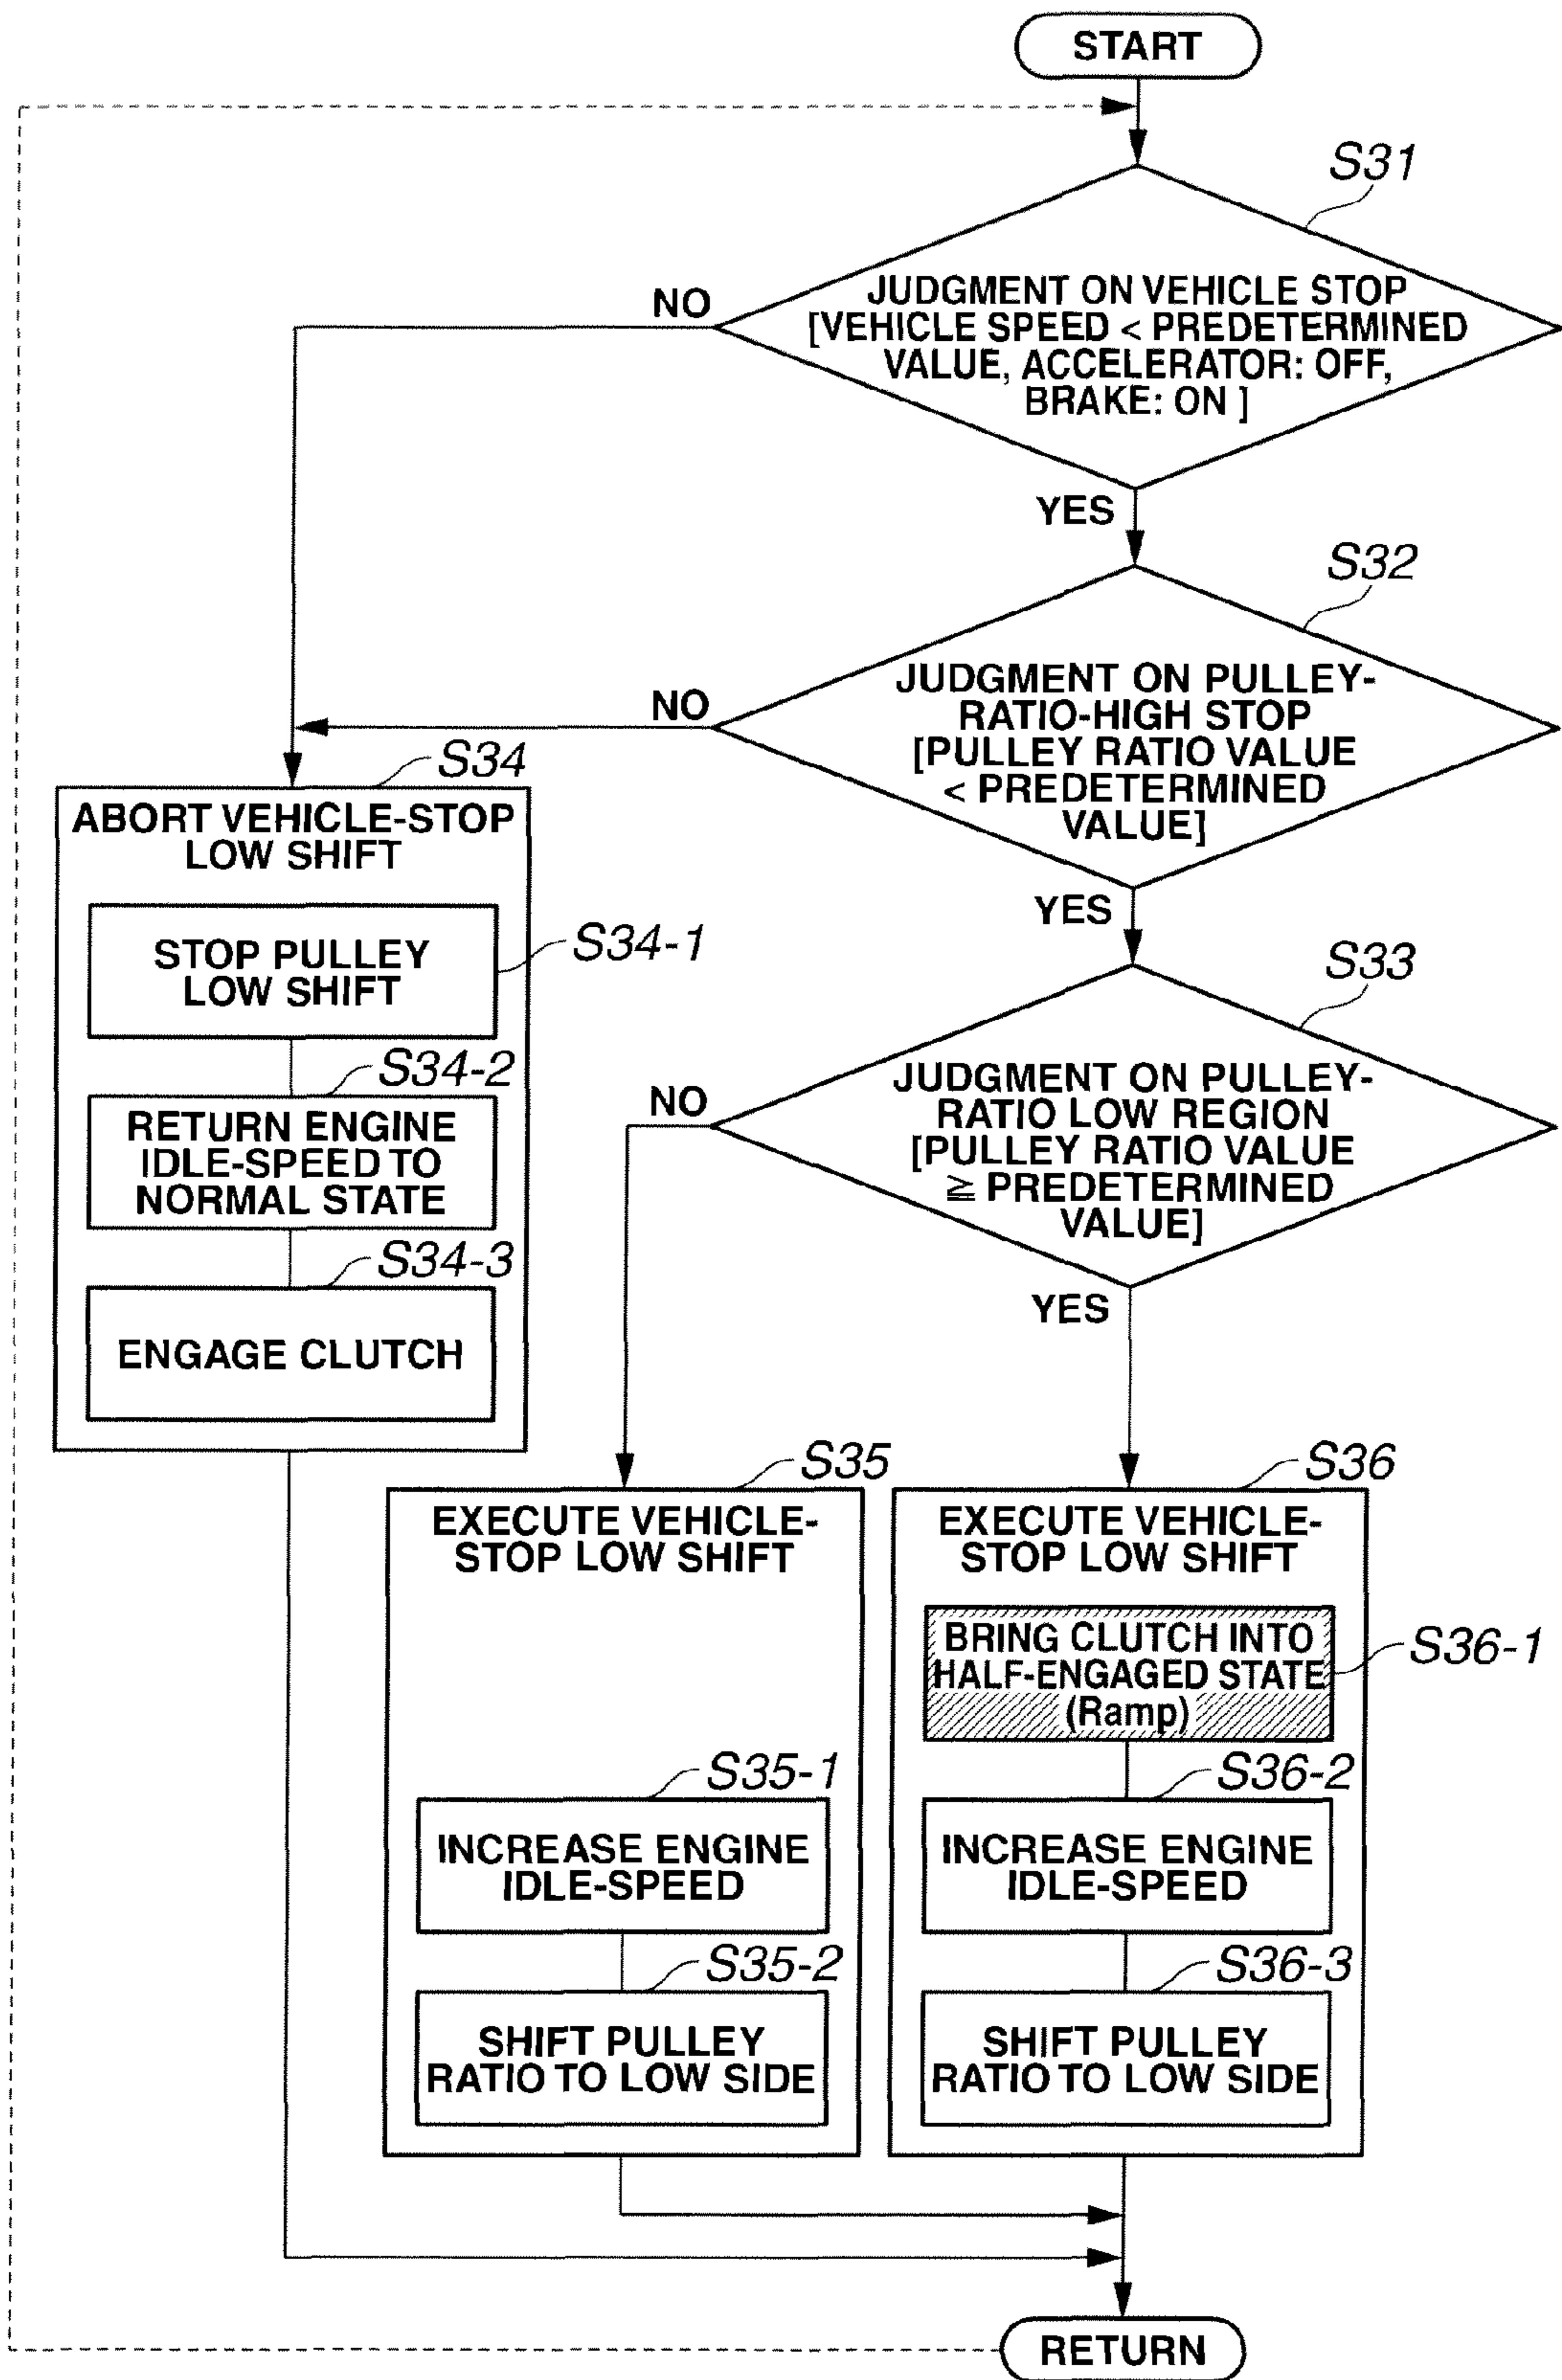 START
S31
JUDGMENT ON VEHICLE STOP
[VEHICLE SPEED < PREDETERMINED
VALUE, ACCELERATOR: OFF,
BRAKE: ON ]
NO
YES
S32
JUDGMENT ON PULLEY-
RATIO-HIGH STOP
[PULLEY RATIO VALUE
< PREDETERMINED
VALUE]
NO
YES
S34
ABORT VEHICLE-STOP
LOW SHIFT
STOP PULLEY
LOW SHIFT
S34-1
S34-2
RETURN ENGINE
IDLE-SPEED TO
NORMAL STATE
S34-3
ENGAGE CLUTCH
S33
JUDGMENT ON PULLEY-
RATIO LOW REGION
[PULLEY RATIO VALUE
≧ PREDETERMINED
VALUE]
NO
YES
S35
EXECUTE VEHICLE-
STOP LOW SHIFT
S35-1
INCREASE ENGINE
IDLE-SPEED
S35-2
SHIFT PULLEY
RATIO TO LOW SIDE
S36
EXECUTE VEHICLE-
STOP LOW SHIFT
BRING CLUTCH INTO
HALF-ENGAGED STATE
(Ramp)
S36-1
S36-2
INCREASE ENGINE
IDLE-SPEED
S36-3
SHIFT PULLEY
RATIO TO LOW SIDE
RETURN